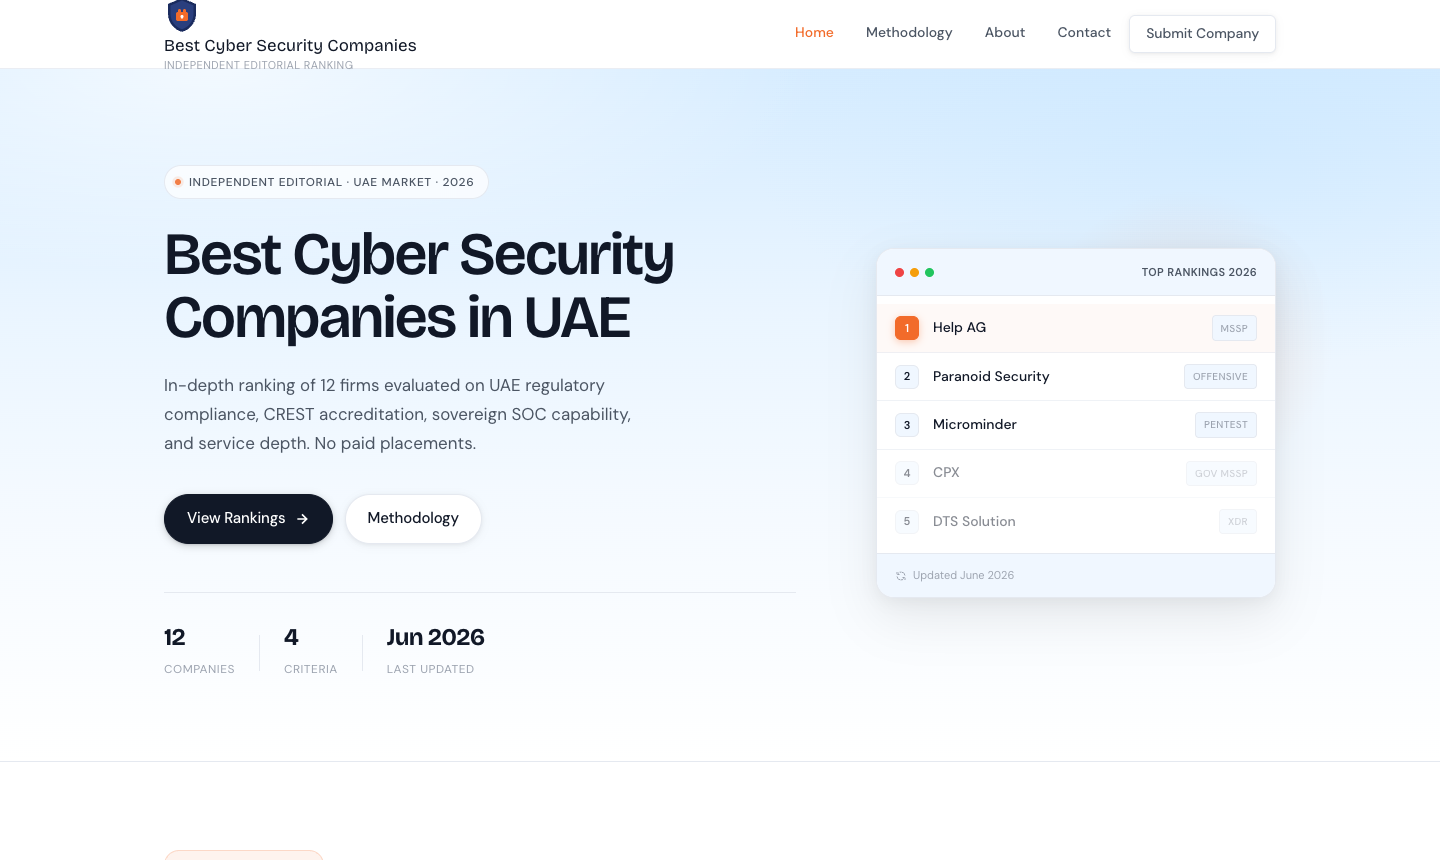 Best Cyber Security Companies
INDEPENDENT EDITORIAL RANKING
Home
Methodology
About
Contact
Submit Company
INDEPENDENT EDITORIAL · UAE MARKET · 2026
Best Cyber Security
Companies in UAE
In-depth ranking of 12 firms evaluated on UAE regulatory
compliance, CREST accreditation, sovereign SOC capability,
and service depth. No paid placements.
View Rankings →
Methodology
12
COMPANIES
4
CRITERIA
Jun 2026
LAST UPDATED
TOP RANKINGS 2026
1 Help AG MSSP
2 Paranoid Security OFFENSIVE
3 Microminder PENTEST
4 CPX GOV MSSP
5 DTS Solution XDR
Updated June 2026